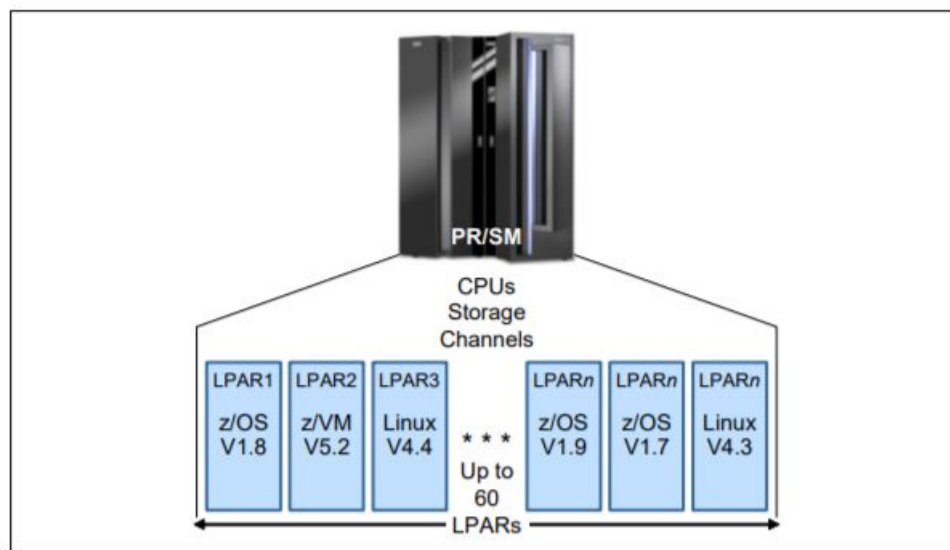 PR/SM
CPUs
Storage
Channels
LPAR1
z/OS
V1.8
LPAR2
z/VM
V5.2
LPAR3
Linux
V4.4
* * *
Up to
60
LPARs
LPARn
z/OS
V1.9
LPARn
z/OS
V1.7
LPARn
Linux
V4.3